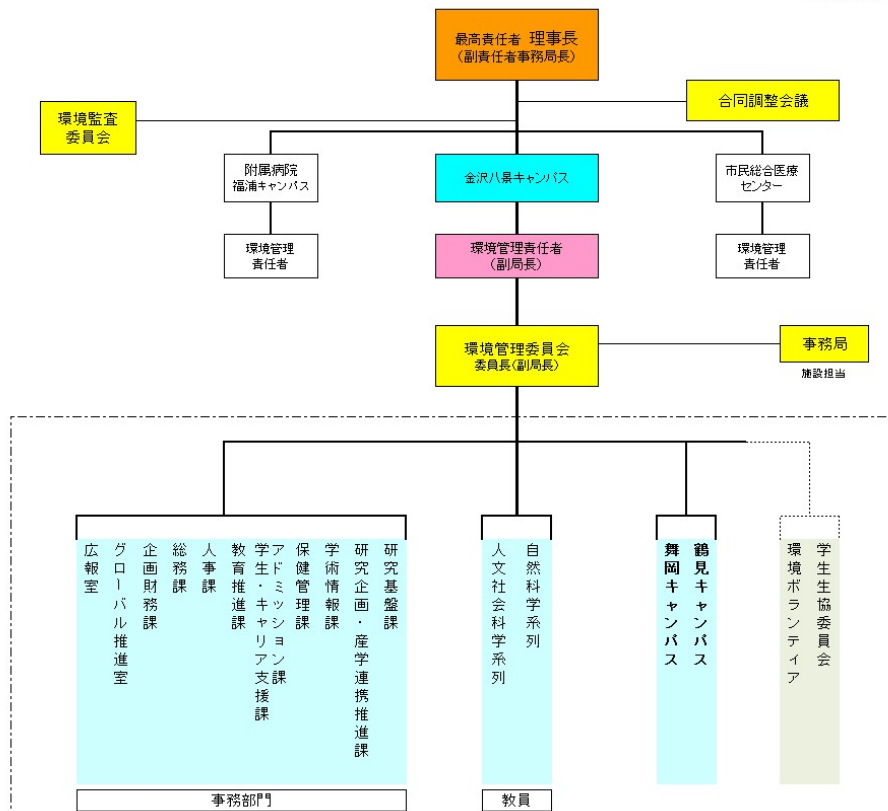 最高責任者 理事長
(副責任者事務局長)
合同調整会議
環境監査
委員会
附属病院
福浦キャンパス
金沢八景キャンパス
市民総合医療
センター
環境管理
責任者
環境管理責任者
(副局長)
環境管理
責任者
環境管理委員会
委員長(副局長)
事務局
施設担当
広報室
グローバル推進室
企画財務課
総務課
人事課
教育推進課
学生・キャリア支援課
アドミッション課
保健管理課
学術情報課
研究企画・産学連携推進課
研究基盤課
人文社会科学系列
自然科学系列
舞岡キャンパス
鶴見キャンパス
環境ボランティア
学生生協委員会
事務部門
教員